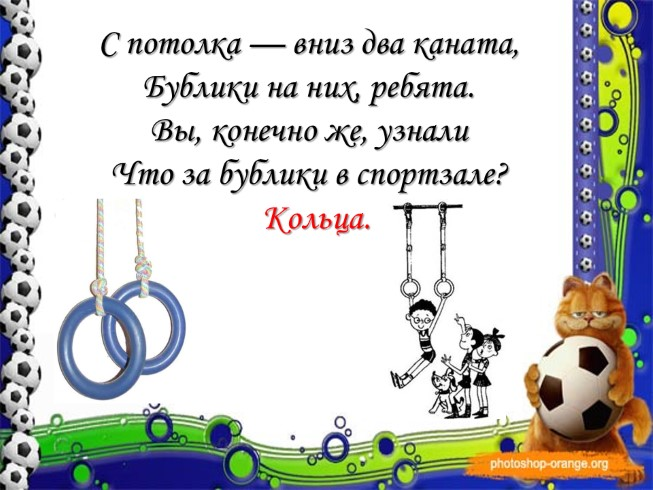 С потолка — вниз два каната,
Бублики на них, ребята.
Вы, конечно же, узнали
Что за бублики в спортзале?
Кольца.
photoshop-orange.org